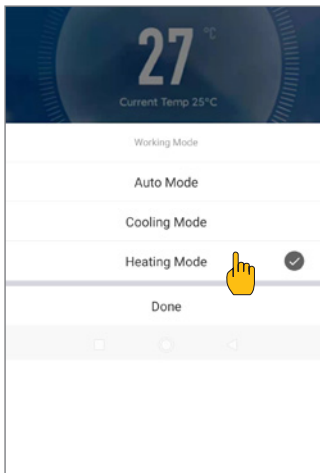 27 °C
Current Temp 25°C
Working Mode
Auto Mode
Cooling Mode
Heating Mode
Done